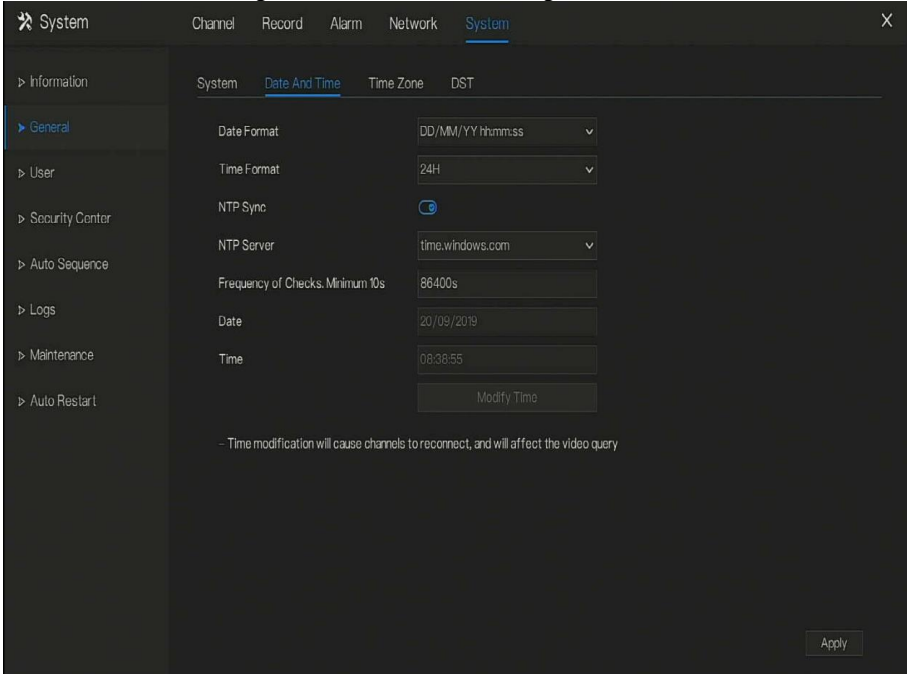 System
Channel Record Alarm Network System X
Information
General
User
Security Center
Auto Sequence
Logs
Maintenance
Auto Restart
System Date And Time Time Zone DST
Date Format DD/MM/YY hh:mm:ss
Time Format 24H
NTP Sync
NTP Server time.windows.com
Frequency of Checks. Minimum 10s 86400s
Date 20/09/2019
Time 08:38:55
Modify Time
- Time modification will cause channels to reconnect, and will affect the video query
Apply